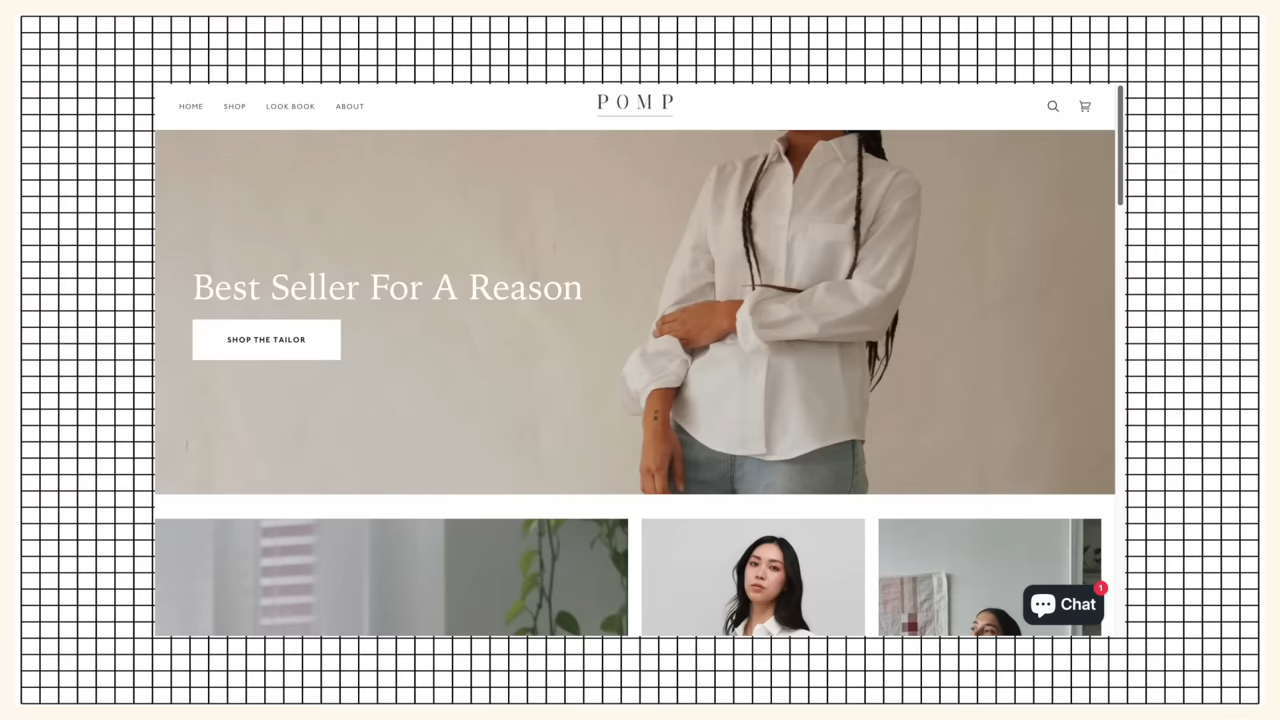 HOME SHOP LOOK BOOK ABOUT
POMP
Best Seller For A Reason
SHOP THE TAILOR
1
Chat